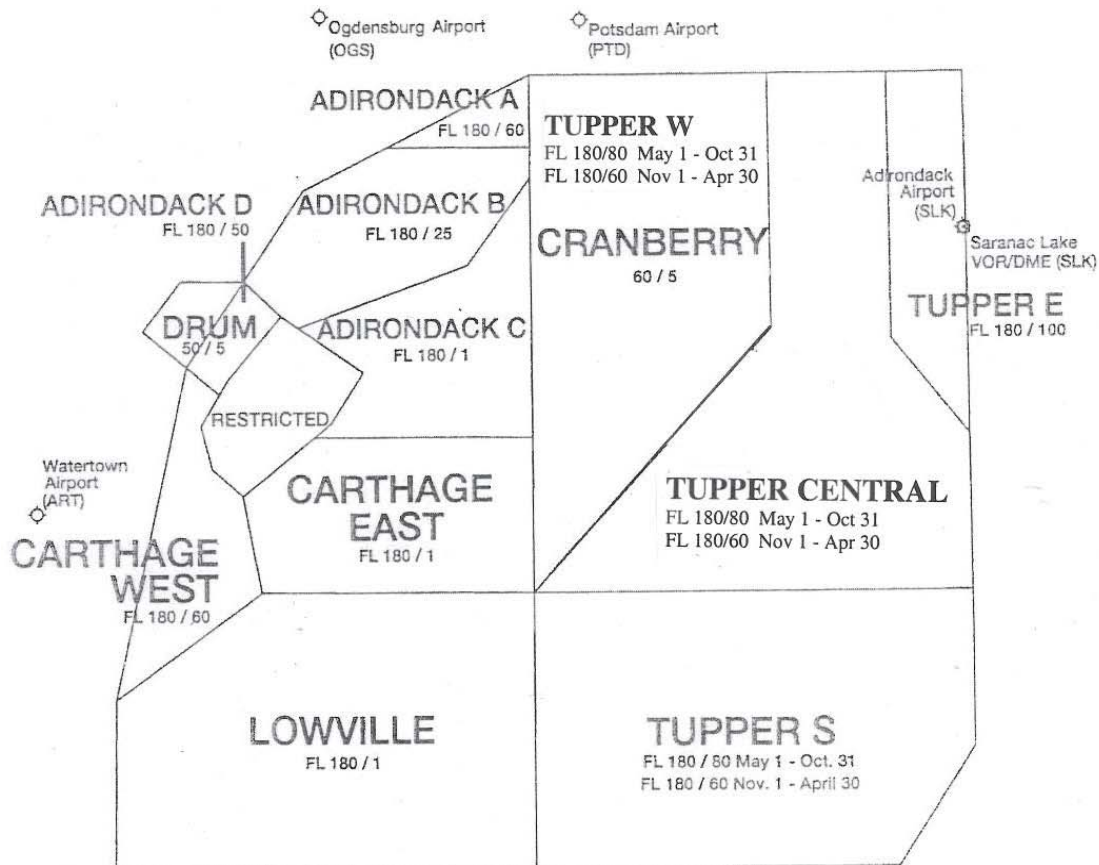 Ogdensburg Airport
(OGS)
Potsdam Airport
(PTD)
ADIRONDACK A
FL 180 / 60
TUPPER W
FL 180/80 May 1 - Oct 31
FL 180/60 Nov 1 - Apr 30
Adirondack
Airport
(SLK)
ADIRONDACK D
FL 180 / 50
ADIRONDACK B
FL 180 / 25
CRANBERRY
60 / 5
Saranac Lake
VOR/DME (SLK)
TUPPER E
FL 180 / 100
DRUM
50 / 5
ADIRONDACK C
FL 180 / 1
RESTRICTED
Watertown
Airport
(ART)
CARTHAGE
EAST
FL 180 / 1
TUPPER CENTRAL
FL 180/80 May 1 - Oct 31
FL 180/60 Nov 1 - Apr 30
CARTHAGE
WEST
FL 180 / 60
LOWVILLE
FL 180 / 1
TUPPER S
FL 180 / 80 May 1 - Oct. 31
FL 180 / 60 Nov. 1 - April 30